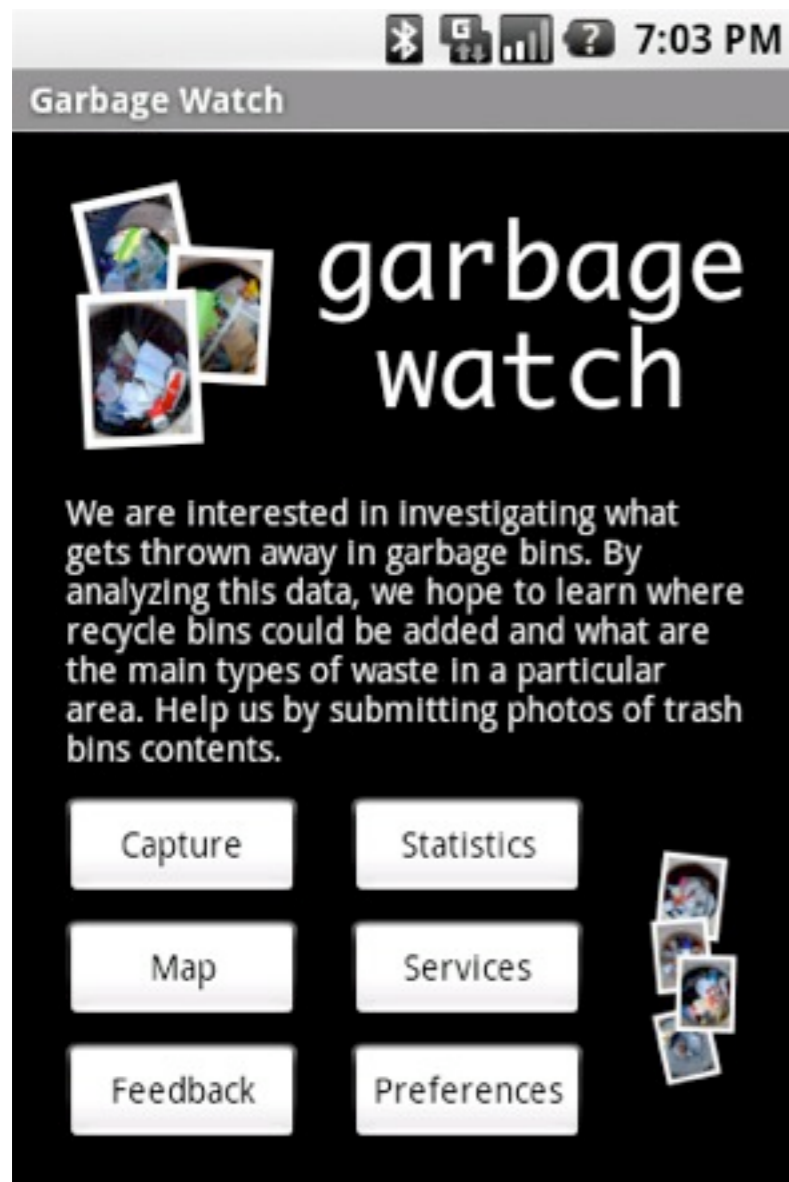 7:03 PM
Garbage Watch
garbage
watch
We are interested in investigating what
gets thrown away in garbage bins. By
analyzing this data, we hope to learn where
recycle bins could be added and what are
the main types of waste in a particular
area. Help us by submitting photos of trash
bins contents.
Capture Statistics
Map Services
Feedback Preferences